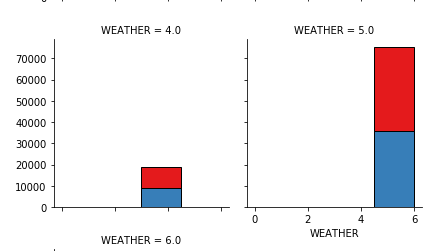 WEATHER = 4.0
WEATHER = 5.0
70000
60000
50000
40000
30000
20000
10000
0
0 2 4 6
WEATHER
WEATHER = 6.0